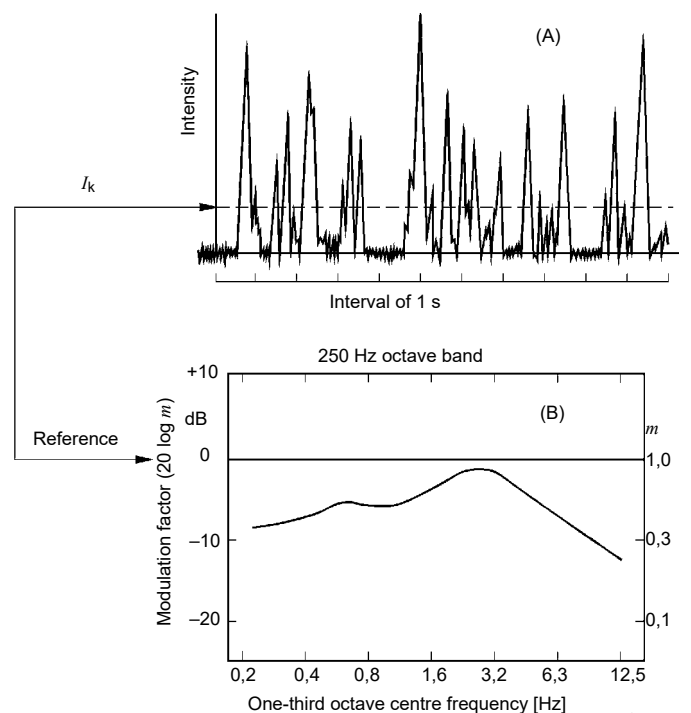 (A)
Intensity
I_k
Interval of 1 s
250 Hz octave band
+10
dB
(B)
Reference
Modulation factor (20 log m)
m
0
1,0
–10
0,3
–20
0,1
0,2 0,4 0,8 1,6 3,2 6,3 12,5
One-third octave centre frequency [Hz]